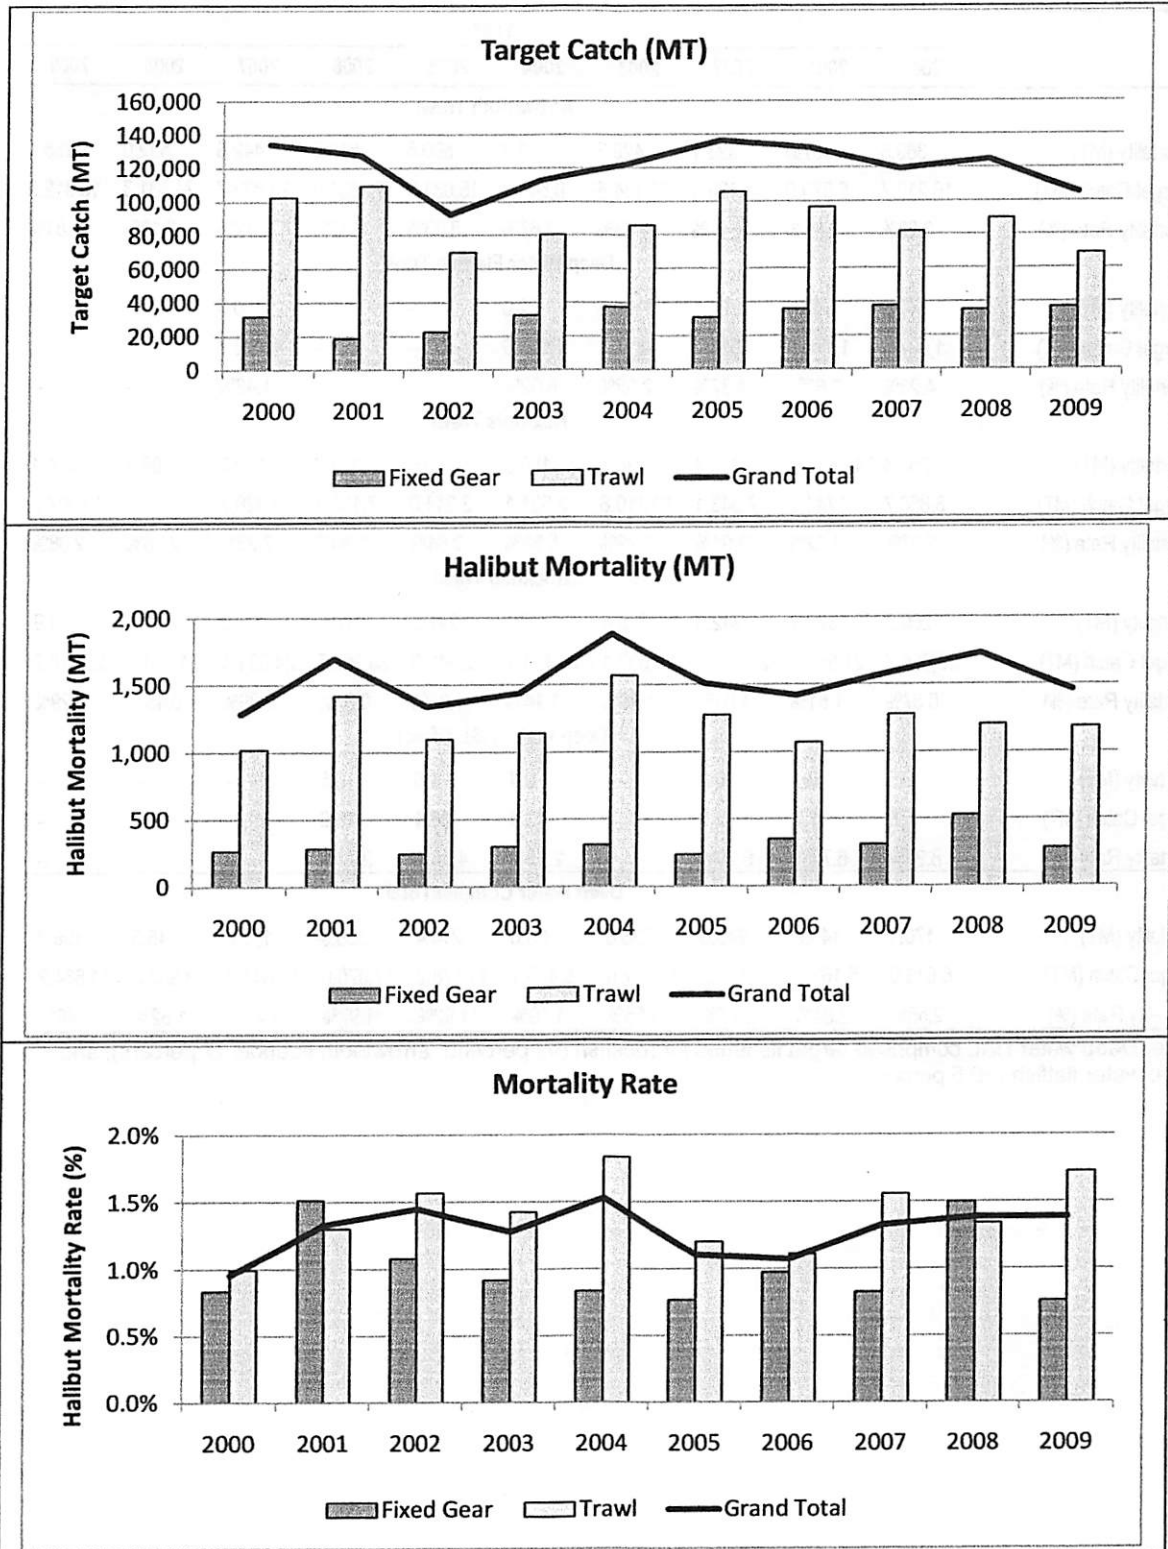 Target Catch (MT)
Target Catch (MT)
160,000
140,000
120,000
100,000
80,000
60,000
40,000
20,000
0
2000 2001 2002 2003 2004 2005 2006 2007 2008 2009
Fixed Gear Trawl Grand Total
Halibut Mortality (MT)
Halibut Mortality (MT)
2,000
1,500
1,000
500
0
2000 2001 2002 2003 2004 2005 2006 2007 2008 2009
Fixed Gear Trawl Grand Total
Mortality Rate
Halibut Mortality Rate (%)
2.0%
1.5%
1.0%
0.5%
0.0%
2000 2001 2002 2003 2004 2005 2006 2007 2008 2009
Fixed Gear Trawl Grand Total